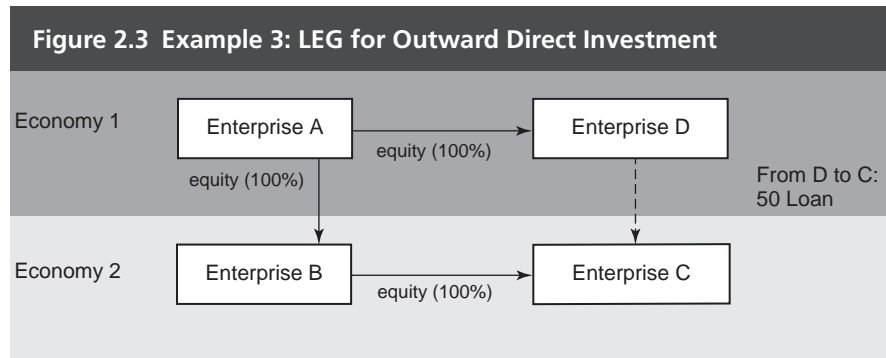 Figure 2.3 Example 3: LEG for Outward Direct Investment
Economy 1
Enterprise A
equity (100%)
Enterprise D
equity (100%)
From D to C:
50 Loan
Economy 2
Enterprise B
equity (100%)
Enterprise C